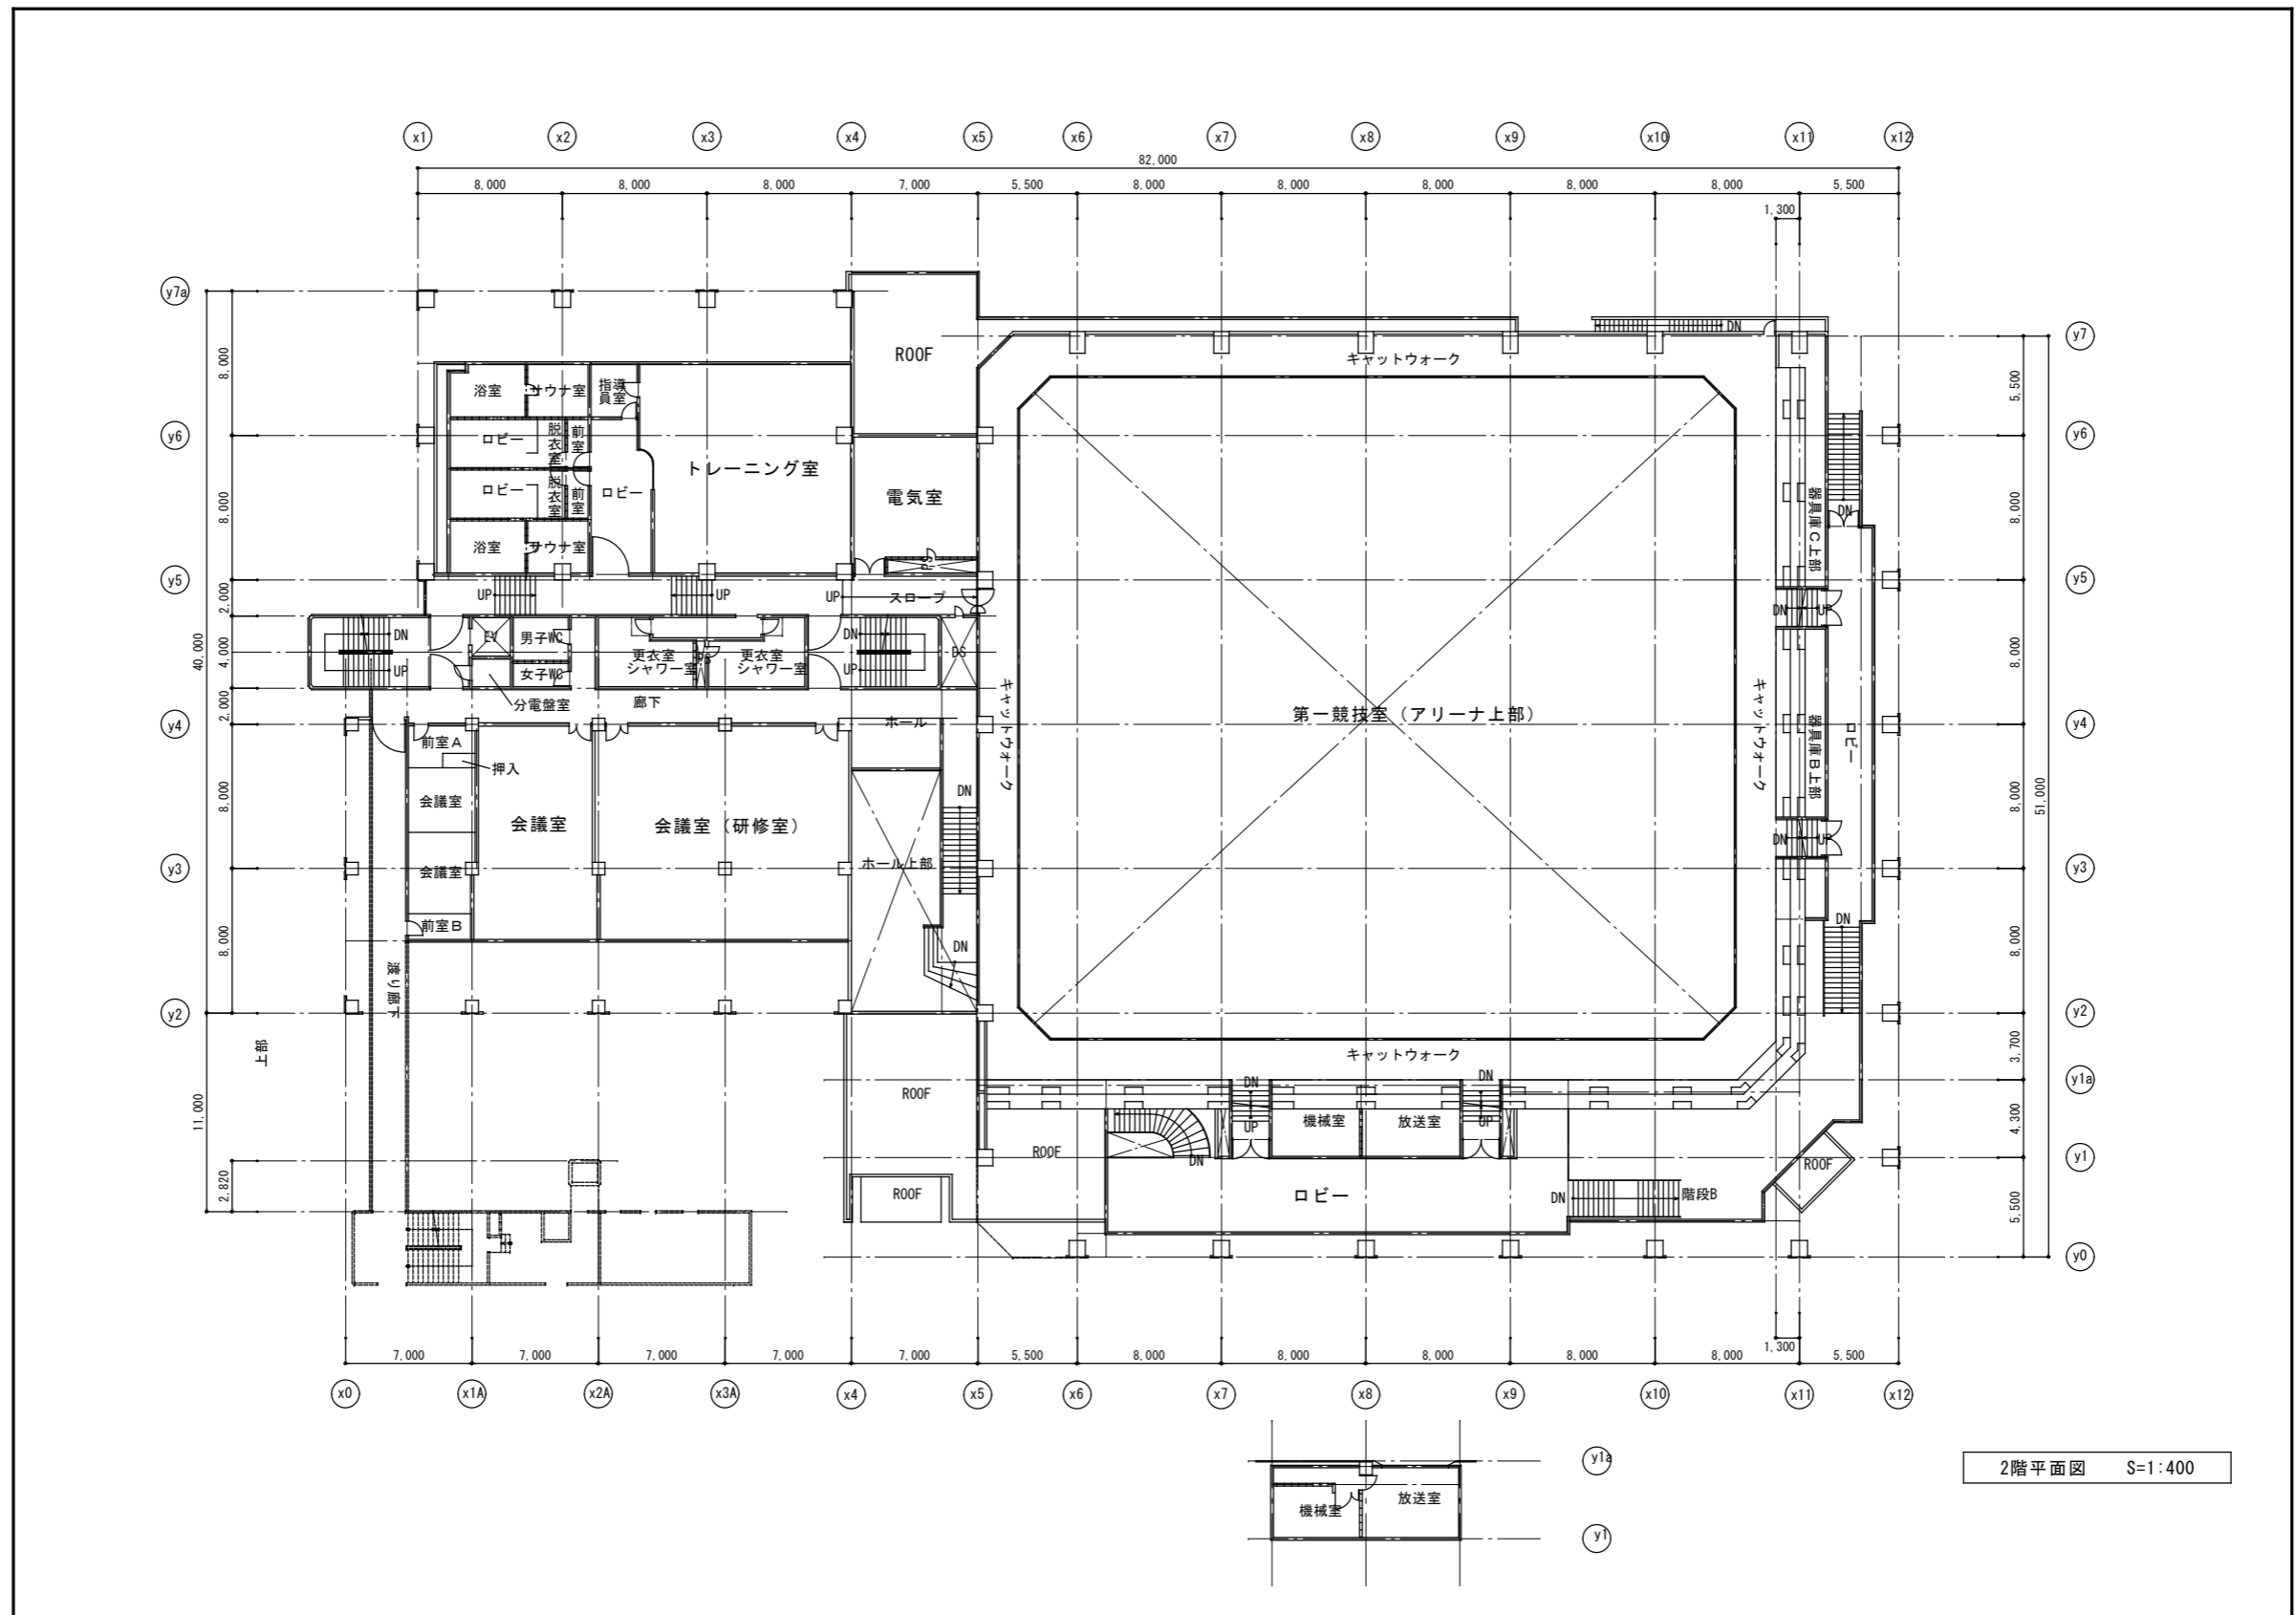 x1 x2 x3 x4 x5 x6 x7 x8 x9 x10 x11 x12
82,000
8,000 8,000 8,000 7,000 5,500 8,000 8,000 8,000 8,000 8,000 5,500
1,300
y7a
y7
DN
ROOF
キャットウォーク
8,000
5,500
浴室 サウナ室 指導員室
y6
y6
ロビー 脱衣室 前室
トレーニング室
ロビー 脱衣室 前室 ロビー
電気室
8,000
8,000
器具庫C上部
DN
浴室 サウナ室
PS
y5
y5
UP UP UP スロープ
2,000
DN UP
DN EV 男子WC 更衣室 シャワー室 PS 更衣室 シャワー室 DN DS
UP 女子WC UP
40,000
4,000
8,000
分電盤室 廊下
2,000
キャットウォーク
第一競技室(アリーナ上部)
キャットウォーク
器具庫B上部
ロビー
y4
y4
ホール
前室A
押入
会議室 会議室 会議室(研修室)
DN
8,000
8,000
51,000
DN UP
y3
y3
会議室
ホール上部
前室B
DN
DN
8,000
8,000
渡り廊下
y2
y2
廊下
キャットウォーク
3,700
y1a
ROOF
DN DN
機械室 放送室
UP UP
11,000
4,300
ROOF
DN
y1
ROOF
ROOF
ロビー
DN 階段B
2,820
5,500
y0
1,300
7,000 7,000 7,000 7,000 7,000 5,500 8,000 8,000 8,000 8,000 8,000 5,500
x0 x1A x2A x3A x4 x5 x6 x7 x8 x9 x10 x11 x12
y1a
機械室 放送室
y1
2階平面図 S=1:400